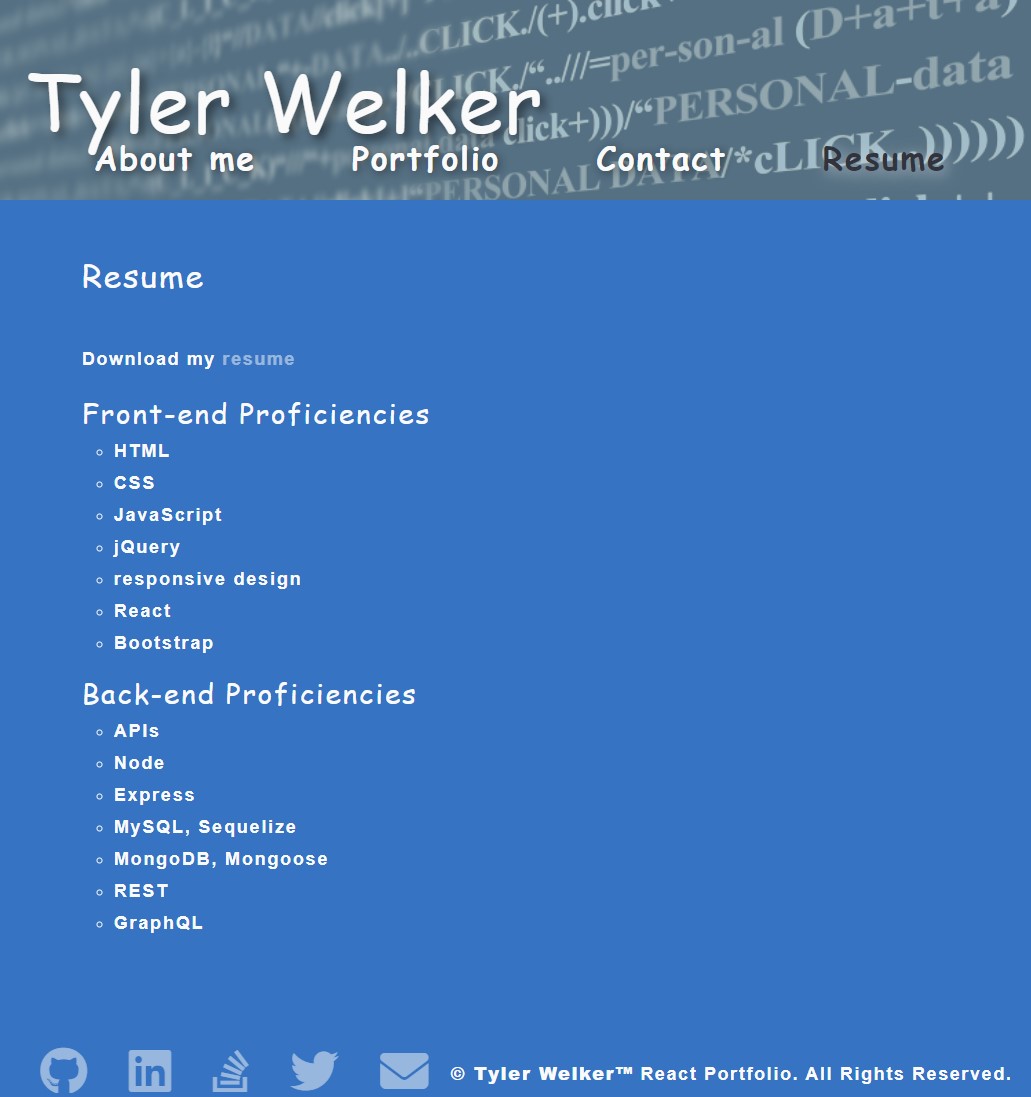 Tyler Welker
About me Portfolio Contact Resume
Resume
Download my resume
Front-end Proficiencies
HTML
CSS
JavaScript
jQuery
responsive design
React
Bootstrap
Back-end Proficiencies
APIs
Node
Express
MySQL, Sequelize
MongoDB, Mongoose
REST
GraphQL
© Tyler Welker™ React Portfolio. All Rights Reserved.